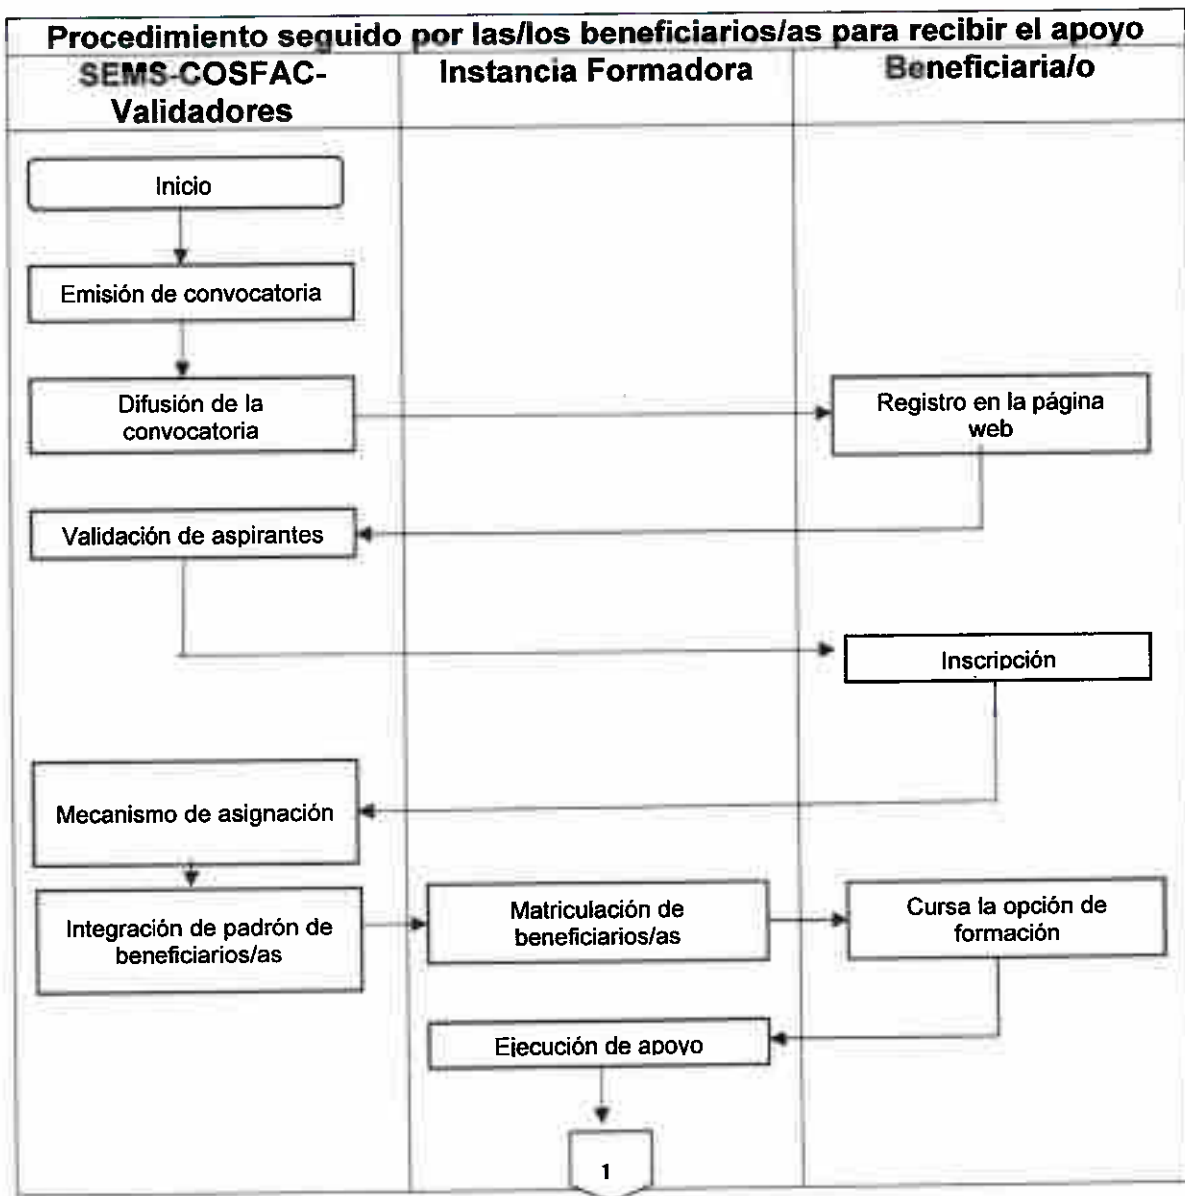 Procedimiento seguido por las/los beneficiarios/as para recibir el apoyo
SEMS-COSFAC-
Validadores
Instancia Formadora
Beneficiaria/o
Inicio
Emisión de convocatoria
Difusión de la
convocatoria
Registro en la página
web
Validación de aspirantes
Inscripción
Mecanismo de asignación
Integración de padrón de
beneficiarios/as
Matriculación de
beneficiarios/as
Cursa la opción de
formación
Ejecución de apoyo
1